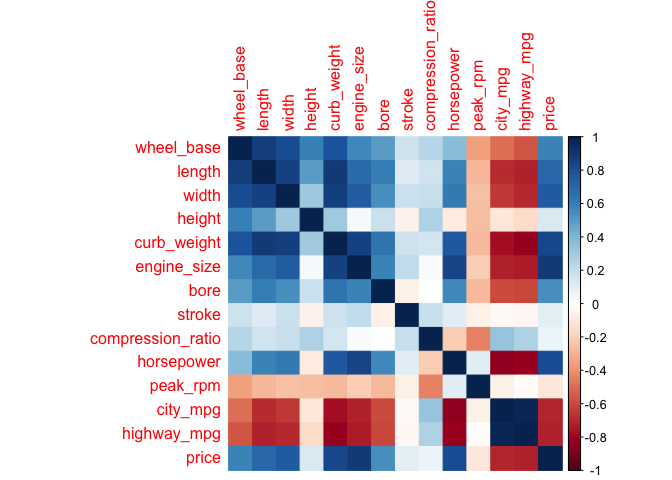 wheel_base
length
width
height
curb_weight
engine_size
bore
stroke
compression_ratio
horsepower
peak_rpm
city_mpg
highway_mpg
price
wheel_base
length
width
height
curb_weight
engine_size
bore
stroke
compression_ratio
horsepower
peak_rpm
city_mpg
highway_mpg
price
1
0.8
0.6
0.4
0.2
0
-0.2
-0.4
-0.6
-0.8
-1